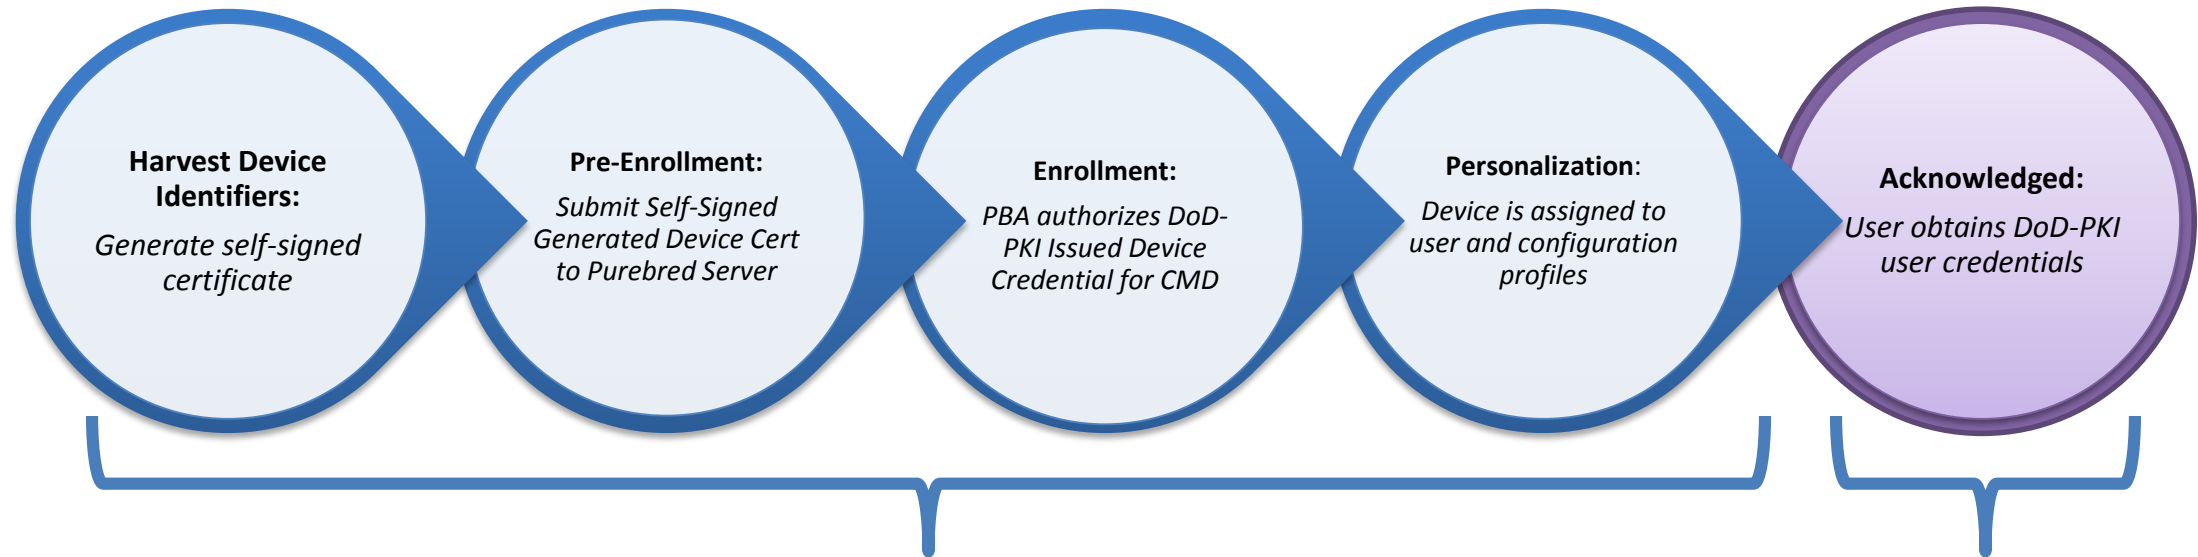 Harvest Device
Identifiers:
Generate self-signed
certificate
Pre-Enrollment:
Submit Self-Signed
Generated Device Cert
to Purebred Server
Enrollment:
PBA authorizes DoD-
PKI Issued Device
Credential for CMD
Personalization:
Device is assigned to
user and configuration
profiles
Acknowledged:
User obtains DoD-PKI
user credentials